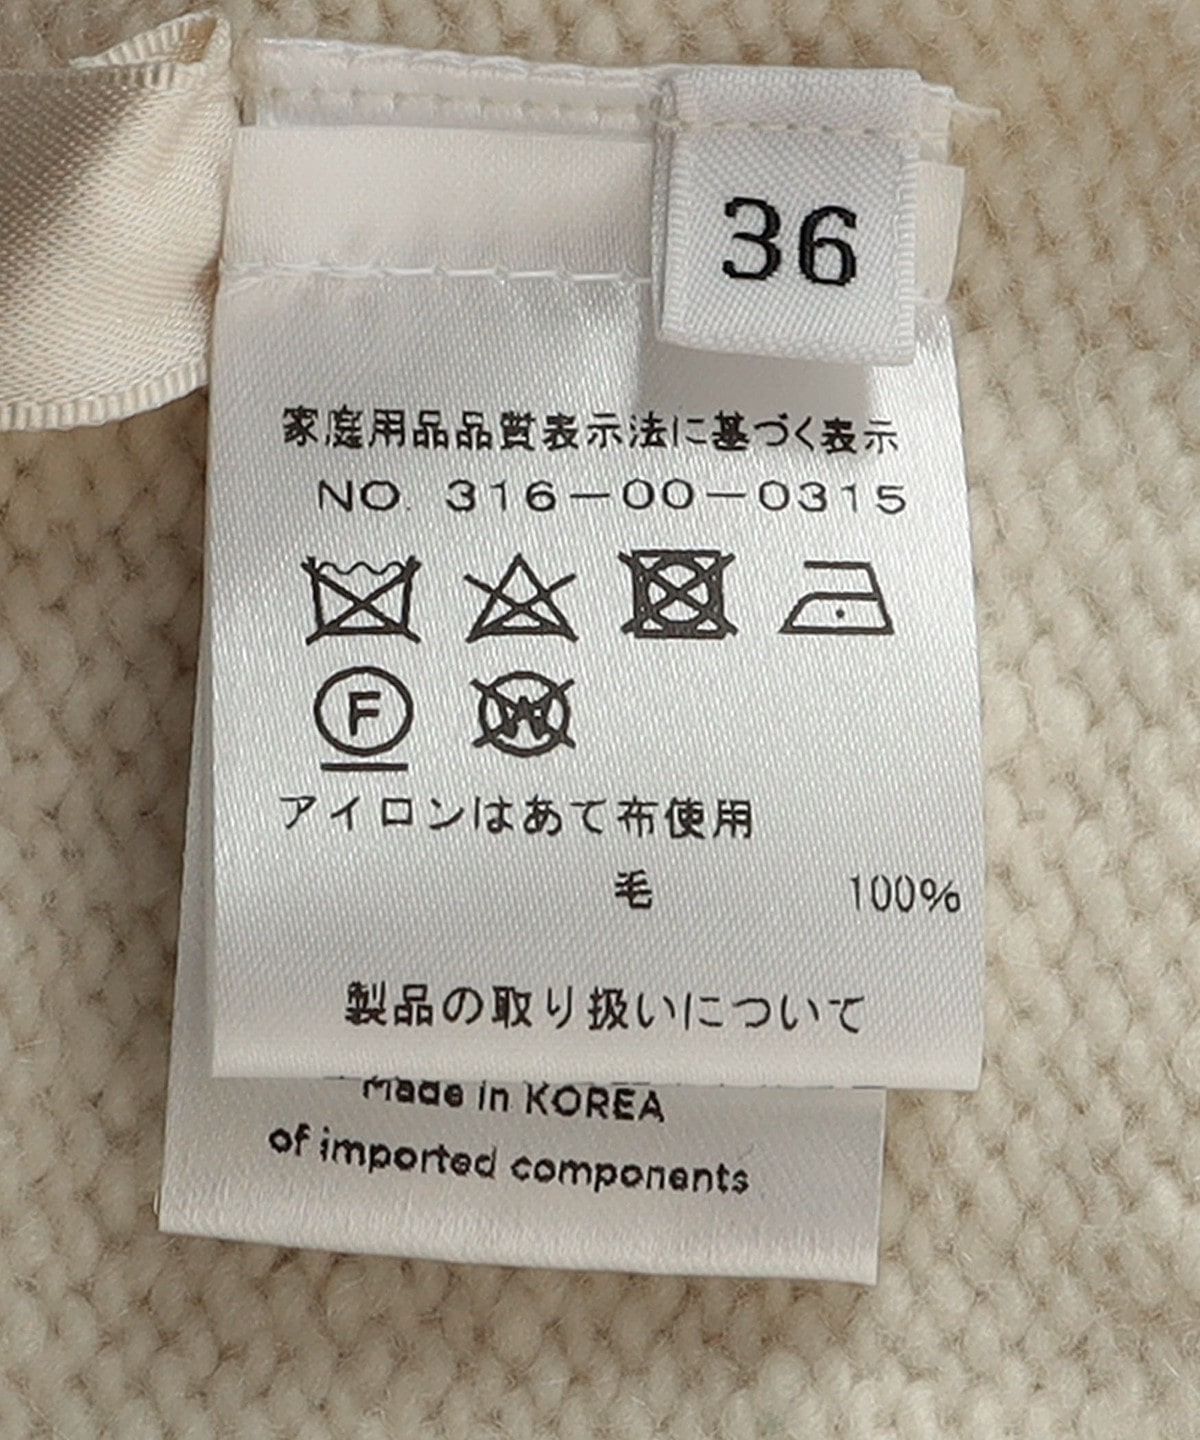 36
家庭用品品質表示法に基づく表示
NO. 316-00-0315
F
W
アイロンはあて布使用
毛 100%
製品の取り扱いについて
Made in KOREA
of imported components